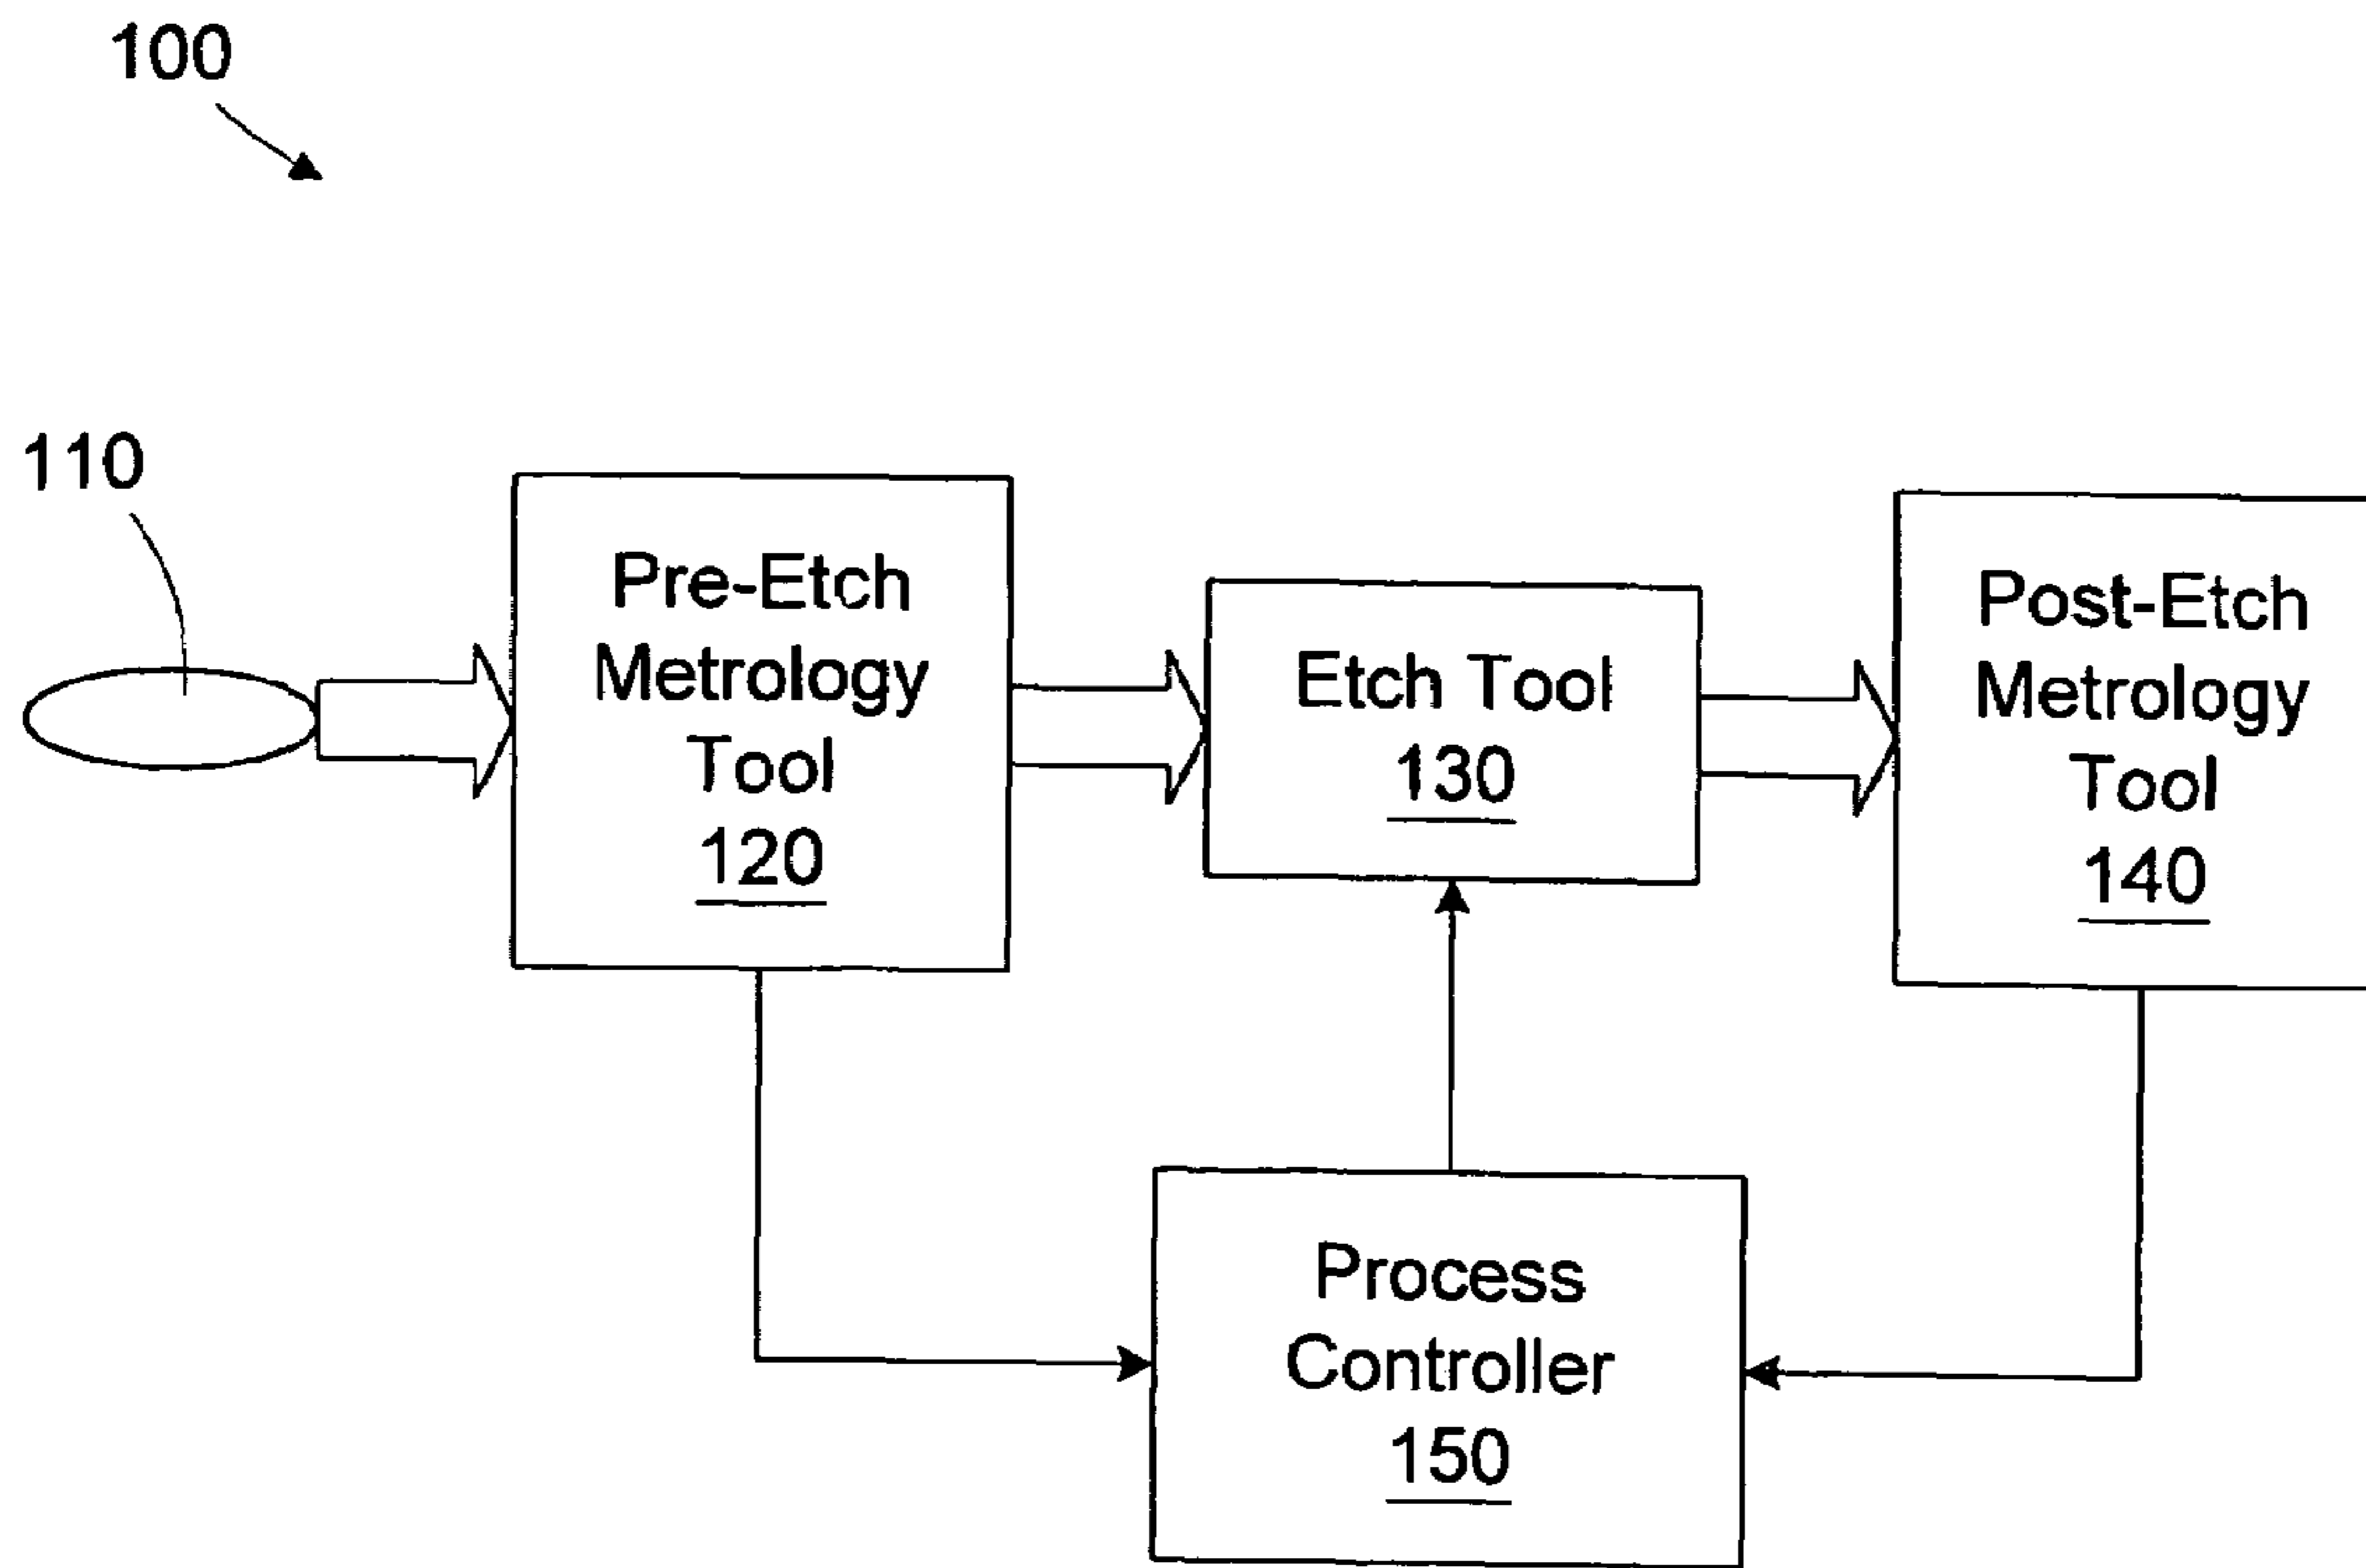 100
110
Pre-Etch
Metrology
Tool
120
Etch Tool
130
Post-Etch
Metrology
Tool
140
Process
Controller
150